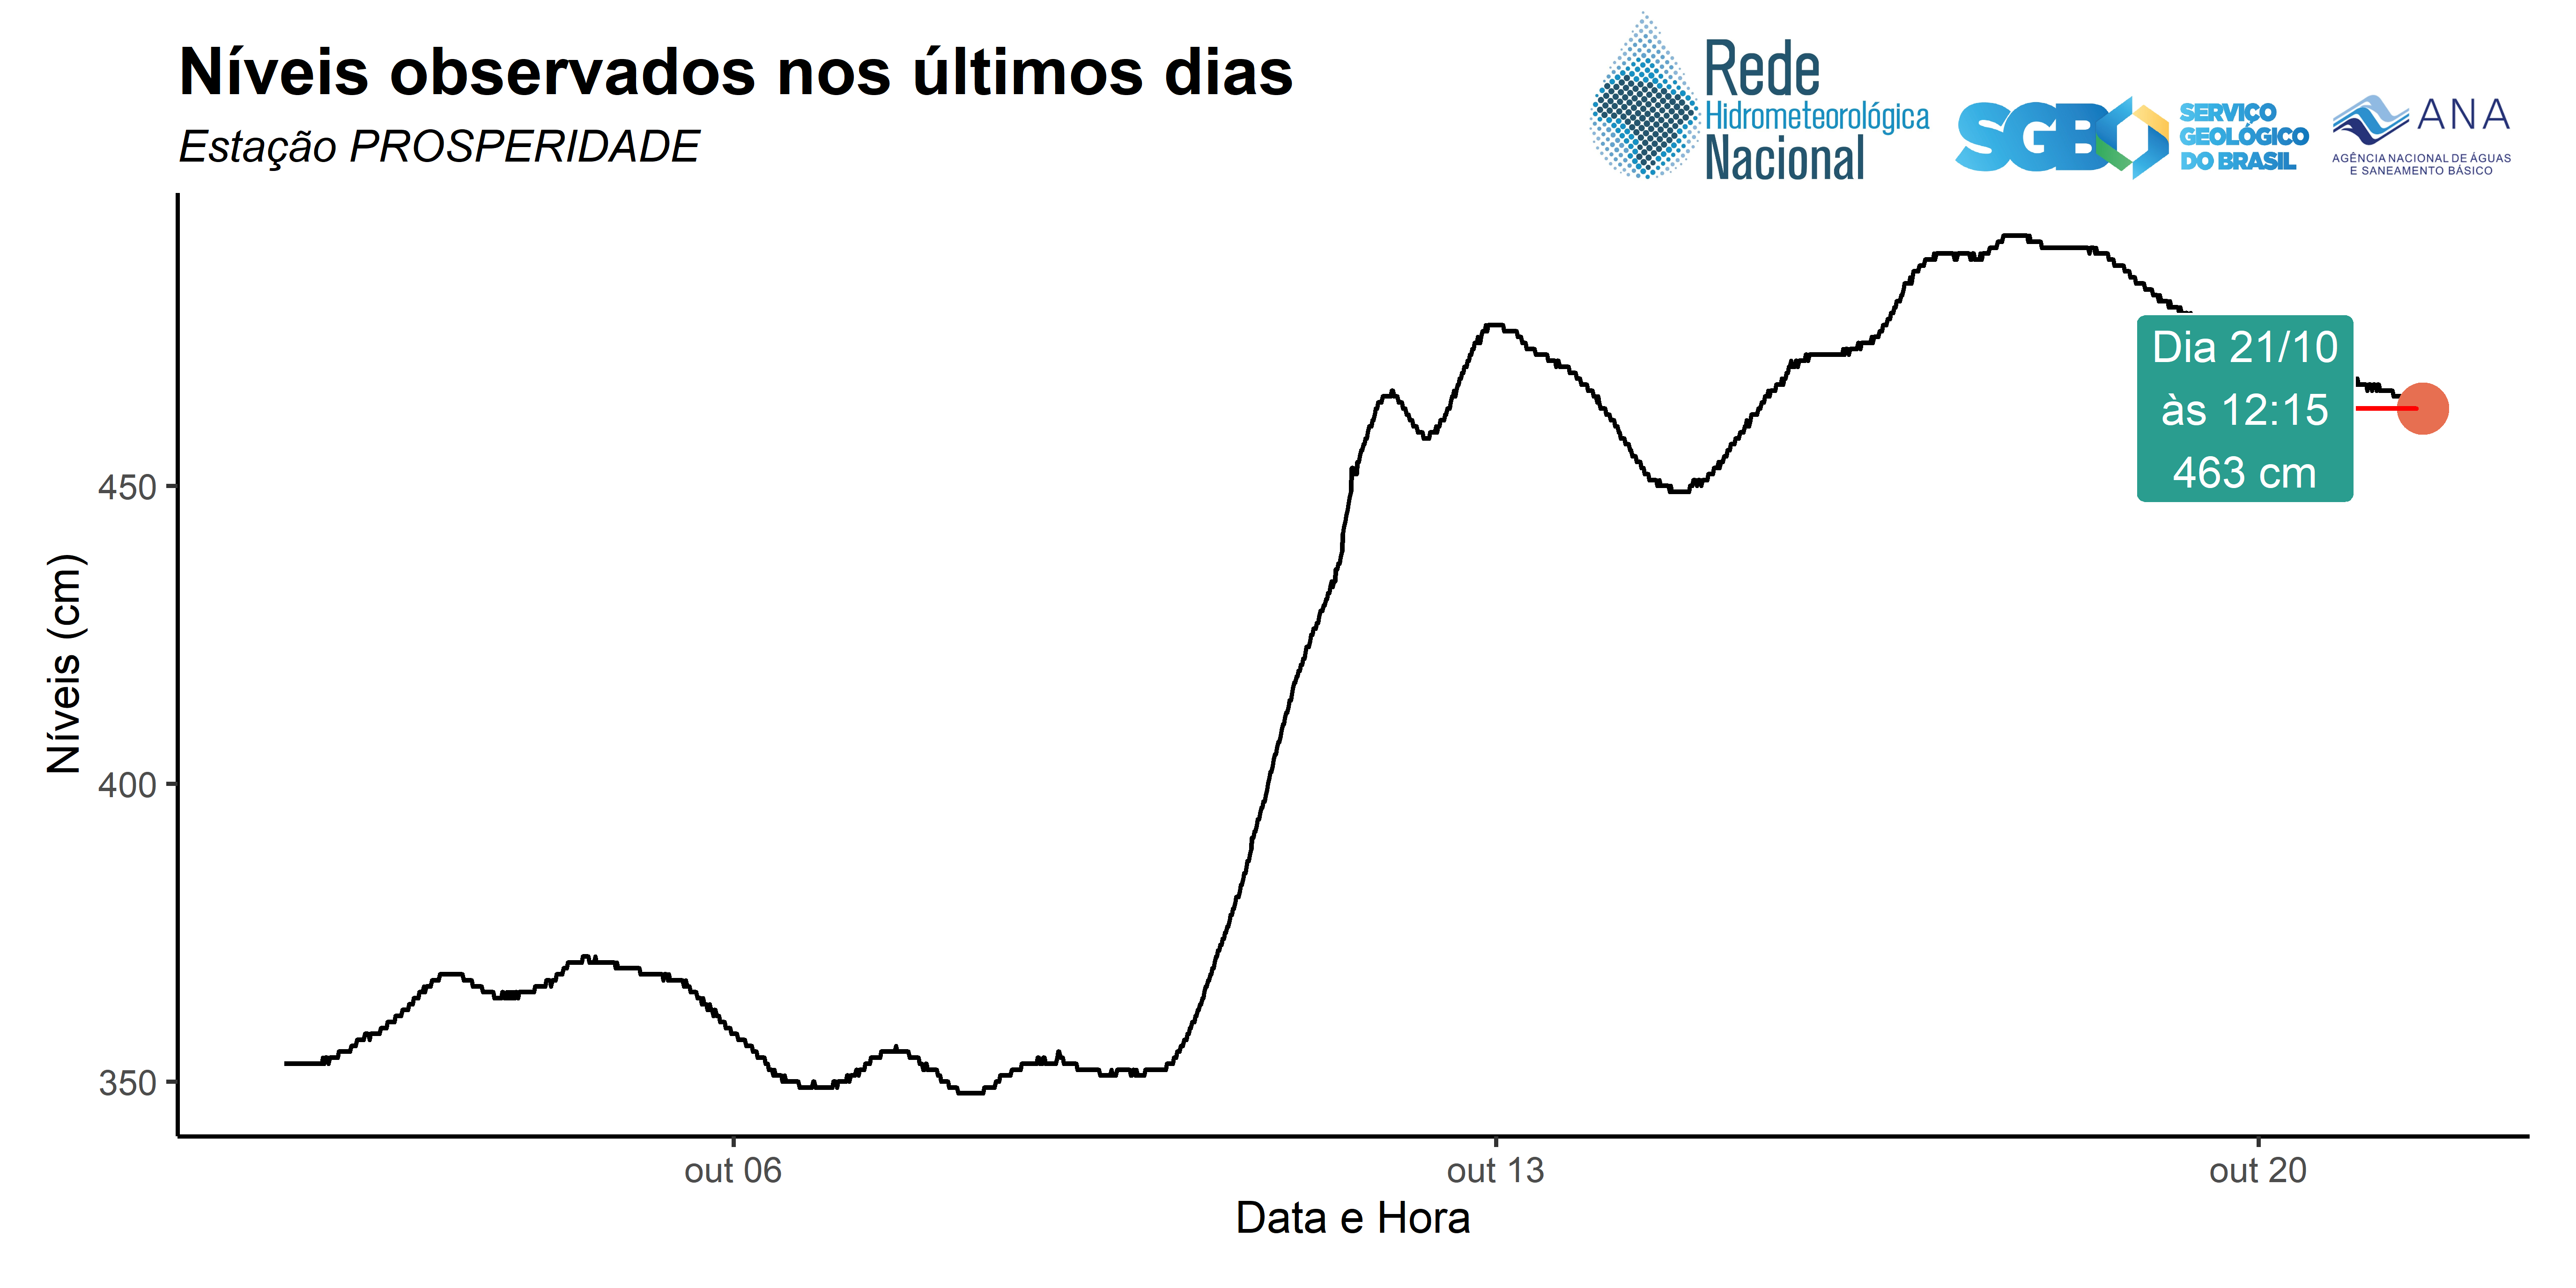 Níveis observados nos últimos dias
Estação PROSPERIDADE
Rede
Hidrometeorológica
Nacional
SGB
SERVIÇO
GEOLÓGICO
DO BRASIL
ANA
AGÊNCIA NACIONAL DE ÁGUAS
E SANEAMENTO BÁSICO
Níveis (cm)
450
400
350
Dia 21/10
às 12:15
463 cm
out 06
out 13
out 20
Data e Hora